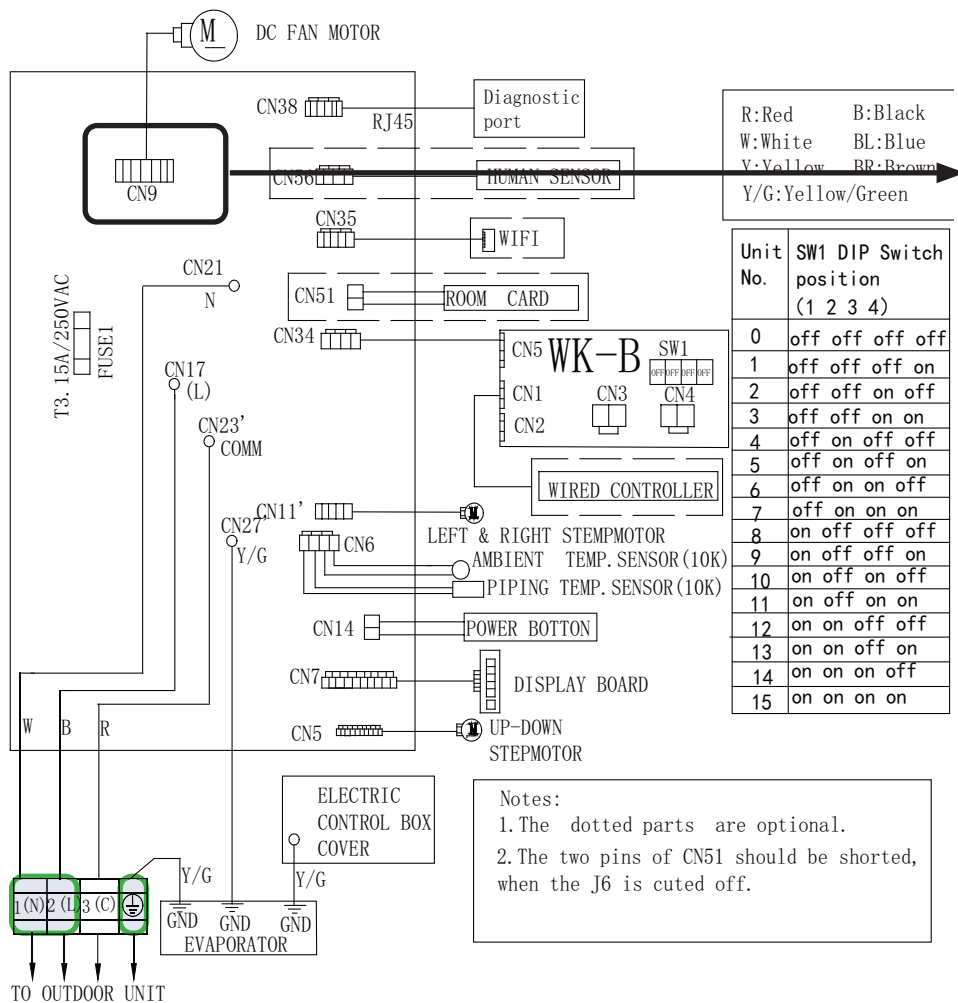 M
DC FAN MOTOR
CN38
RJ45
Diagnostic
port
R:Red B:Black
W:White BL:Blue
Y:Yellow BR:Brown
Y/G:Yellow/Green
CN9
CN56
HUMAN SENSOR
CN35
WIFI
CN21
N
CN51
ROOM CARD
T3.15A/250VAC
FUSE1
CN34
CN5
WK-B
SW1
OFF OFF OFF OFF
CN1
CN3
CN4
CN2
CN17
(L)
CN23'
COMM
WIRED CONTROLLER
CN11'
M
LEFT & RIGHT STEMPMOTOR
CN27'
Y/G
CN6
AMBIENT TEMP.SENSOR(10K)
PIPING TEMP.SENSOR(10K)
CN14
POWER BOTTON
CN7
DISPLAY BOARD
CN5
M
UP-DOWN
STEPMOTOR
W
B
R
Unit No. SW1 DIP Switch position (1 2 3 4)
0 off off off off
1 off off off on
2 off off on off
3 off off on on
4 off on off off
5 off on off on
6 off on on off
7 off on on on
8 on off off off
9 on off off on
10 on off on off
11 on off on on
12 on on off off
13 on on off on
14 on on on off
15 on on on on
ELECTRIC
CONTROL BOX
COVER
Y/G
Y/G
1(N) 2(L) 3(C)
GND
GND
GND
EVAPORATOR
TO OUTDOOR UNIT
Notes:
1.The dotted parts are optional.
2.The two pins of CN51 should be shorted,
when the J6 is cuted off.